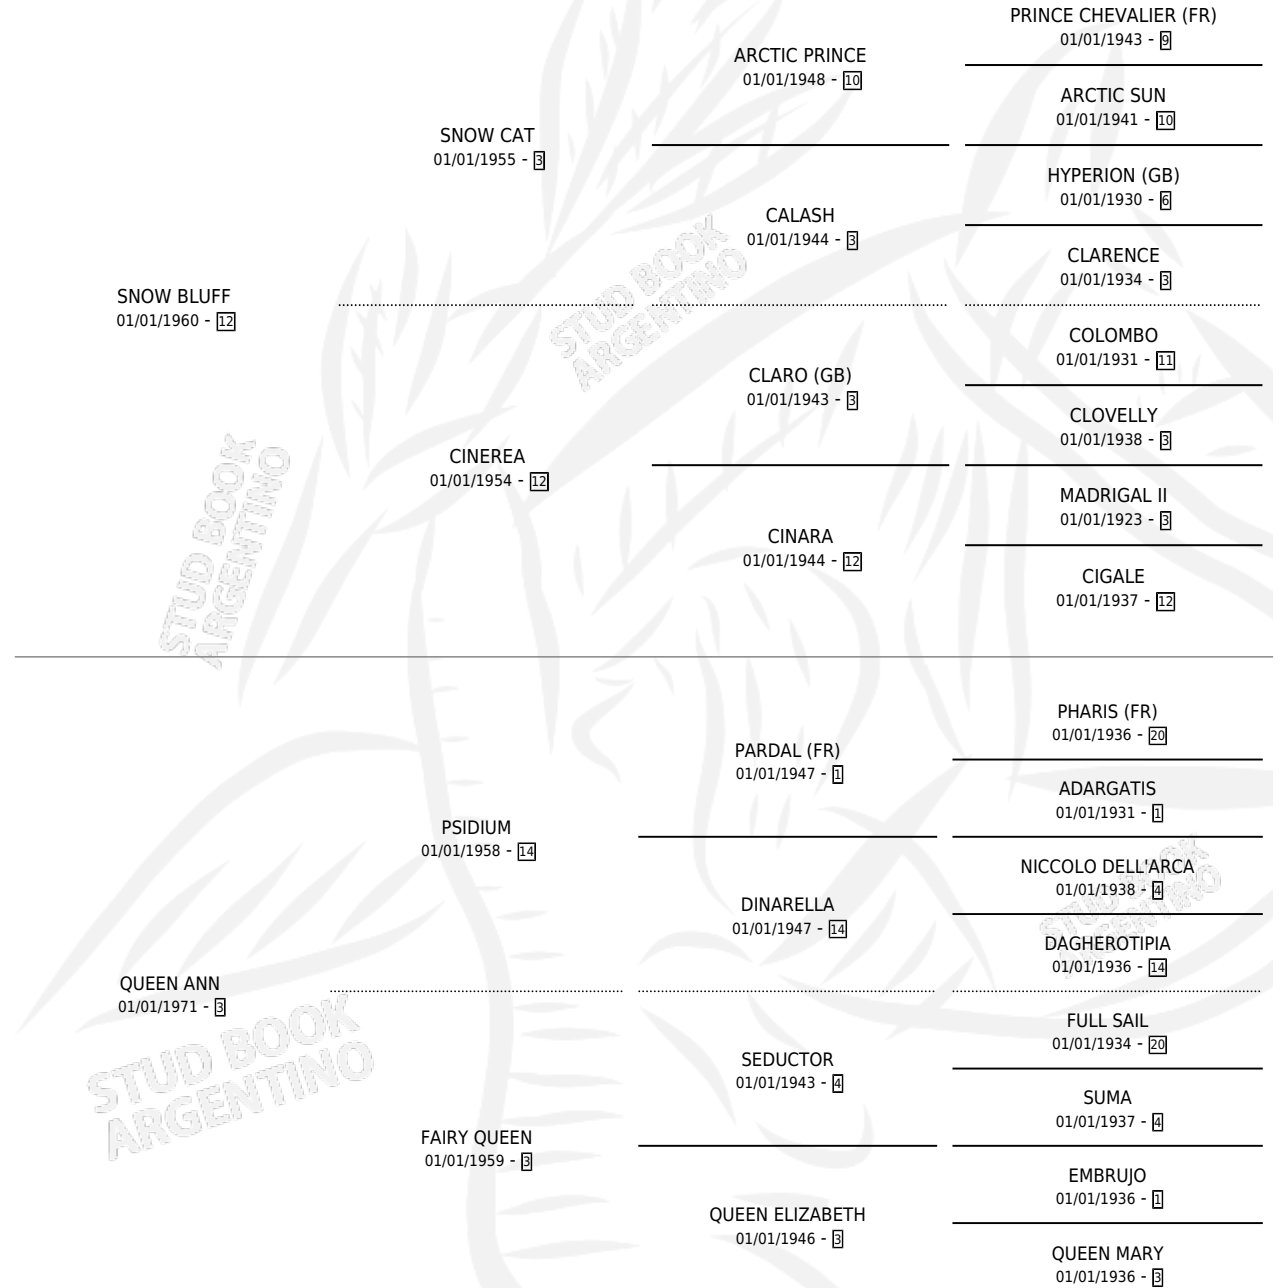 PRINCE CHEVALIER (FR)
01/01/1943 - 9
ARCTIC PRINCE
01/01/1948 - 10
ARCTIC SUN
01/01/1941 - 10
SNOW CAT
01/01/1955 - 3
HYPERION (GB)
01/01/1930 - 6
CALASH
01/01/1944 - 3
CLARENCE
01/01/1934 - 3
SNOW BLUFF
01/01/1960 - 12
STUD BOOK
ARGENTINO
COLOMBO
01/01/1931 - 11
CLARO (GB)
01/01/1943 - 3
CLOVELLY
01/01/1938 - 3
CINEREA
01/01/1954 - 12
MADRIGAL II
01/01/1923 - 3
CINARA
01/01/1944 - 12
CIGALE
01/01/1937 - 12
STUD BOOK
ARGENTINO
PHARIS (FR)
01/01/1936 - 20
PARDAL (FR)
01/01/1947 - 1
ADARGATIS
01/01/1931 - 1
PSIDIUM
01/01/1958 - 14
NICCOLO DELL'ARCA
01/01/1938 - 4
DINARELLA
01/01/1947 - 14
DAGHEROTIPIA
01/01/1936 - 14
STUD BOOK
ARGENTINO
QUEEN ANN
01/01/1971 - 3
FULL SAIL
01/01/1934 - 20
SEDUCTOR
01/01/1943 - 4
SUMA
01/01/1937 - 4
STUD BOOK
ARGENTINO
FAIRY QUEEN
01/01/1959 - 3
EMBRUJO
01/01/1936 - 1
QUEEN ELIZABETH
01/01/1946 - 3
QUEEN MARY
01/01/1936 - 3